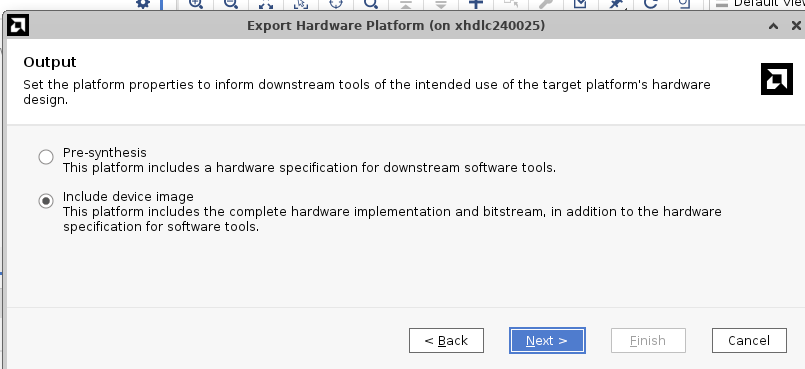 Default View
Export Hardware Platform (on xhdlc240025)
Output
Set the platform properties to inform downstream tools of the intended use of the target platform's hardware
design.
Pre-synthesis
This platform includes a hardware specification for downstream software tools.
Include device image
This platform includes the complete hardware implementation and bitstream, in addition to the hardware
specification for software tools.
< Back
Next >
Finish
Cancel